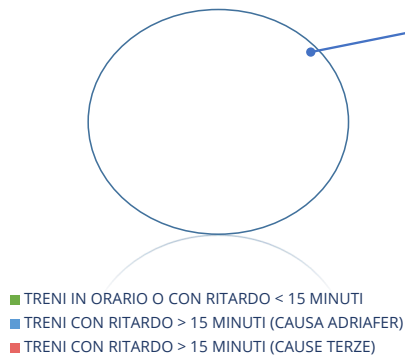 TRENI IN ORARIO O CON RITARDO < 15 MINUTI
TRENI CON RITARDO > 15 MINUTI (CAUSA ADRIAFER)
TRENI CON RITARDO > 15 MINUTI (CAUSE TERZE)